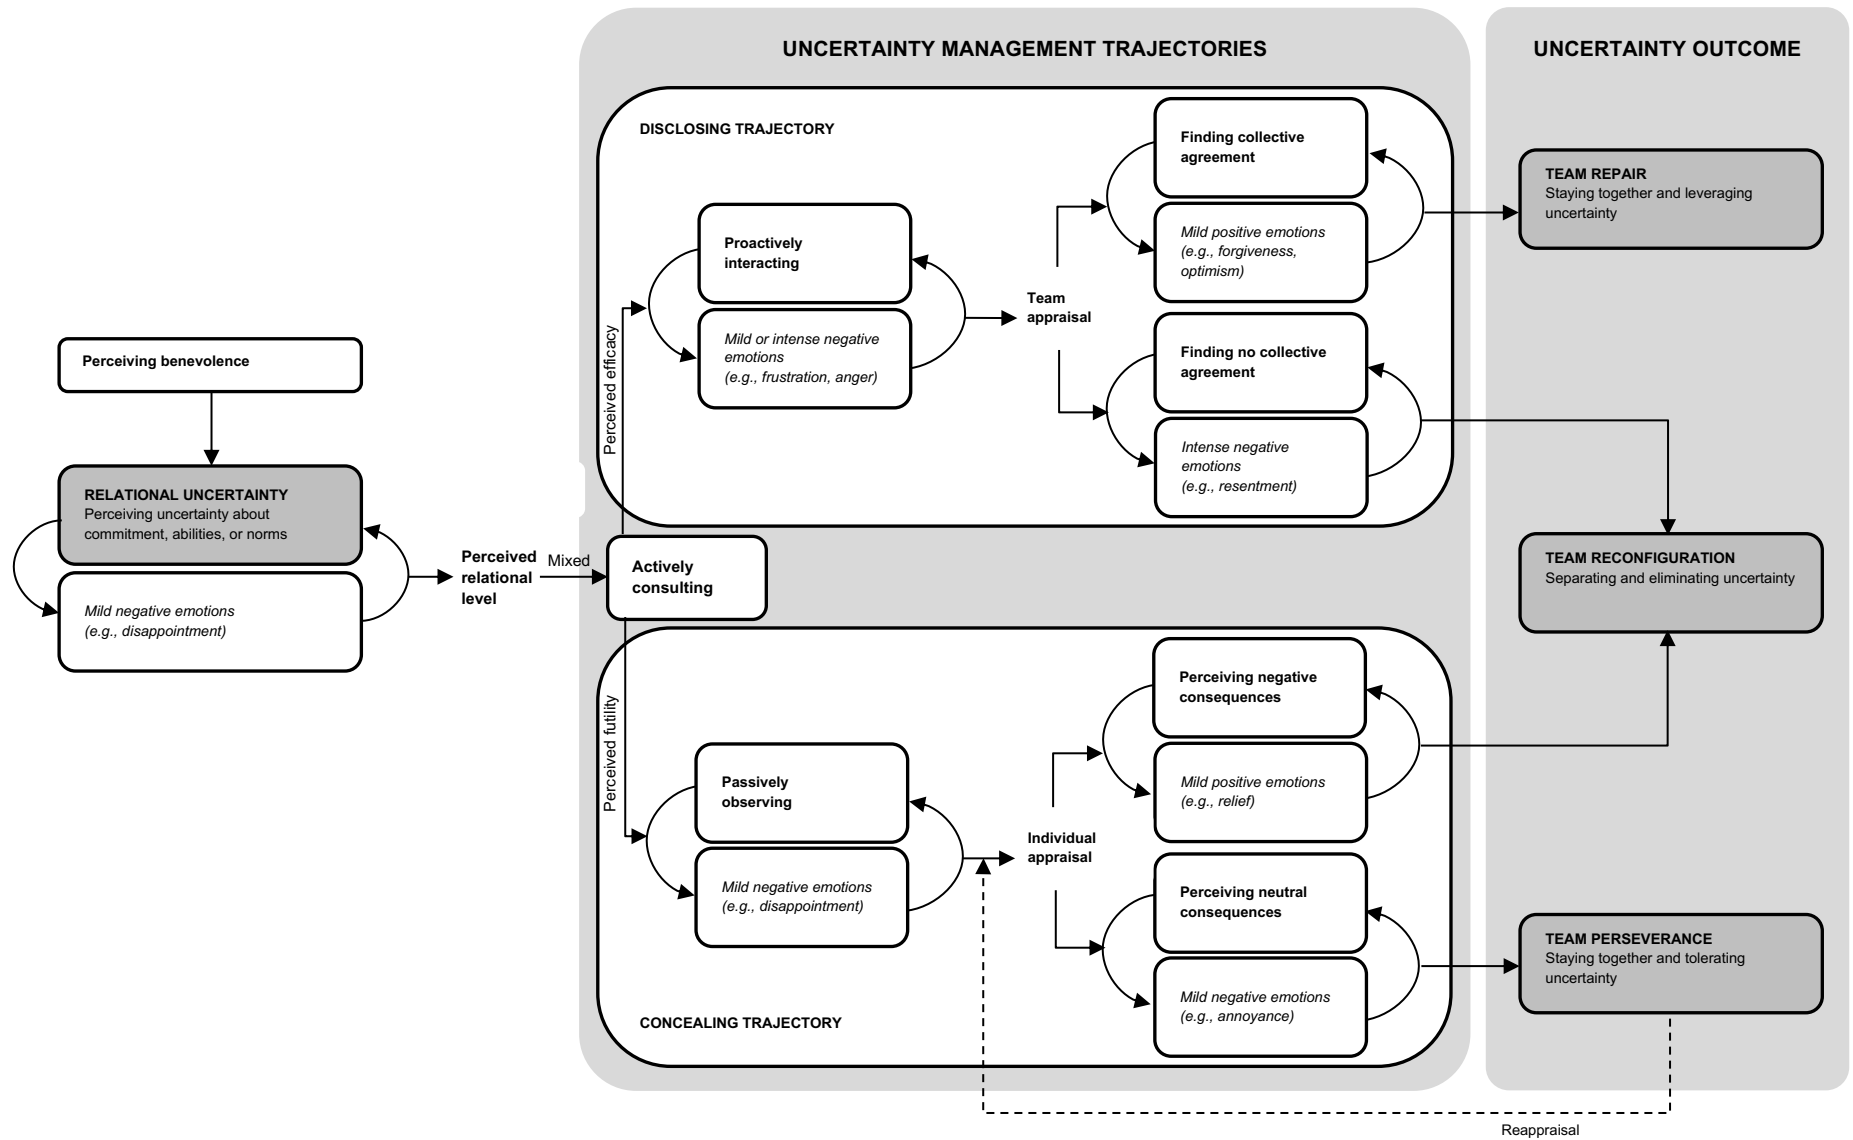 UNCERTAINTY MANAGEMENT TRAJECTORIES
UNCERTAINTY OUTCOME
Perceiving benevolence
RELATIONAL UNCERTAINTY
Perceiving uncertainty about
commitment, abilities, or norms
Mild negative emotions
(e.g., disappointment)
Perceived
relational
level
Mixed
Actively
consulting
Perceived efficacy
Perceived futility
DISCLOSING TRAJECTORY
Proactively
interacting
Mild or intense negative
emotions
(e.g., frustration, anger)
Team
appraisal
Finding collective
agreement
Mild positive emotions
(e.g., forgiveness,
optimism)
Finding no collective
agreement
Intense negative
emotions
(e.g., resentment)
Passively
observing
Mild negative emotions
(e.g., disappointment)
Individual
appraisal
Perceiving negative
consequences
Mild positive emotions
(e.g., relief)
Perceiving neutral
consequences
Mild negative emotions
(e.g., annoyance)
CONCEALING TRAJECTORY
TEAM REPAIR
Staying together and leveraging
uncertainty
TEAM RECONFIGURATION
Separating and eliminating uncertainty
TEAM PERSEVERANCE
Staying together and tolerating
uncertainty
Reappraisal